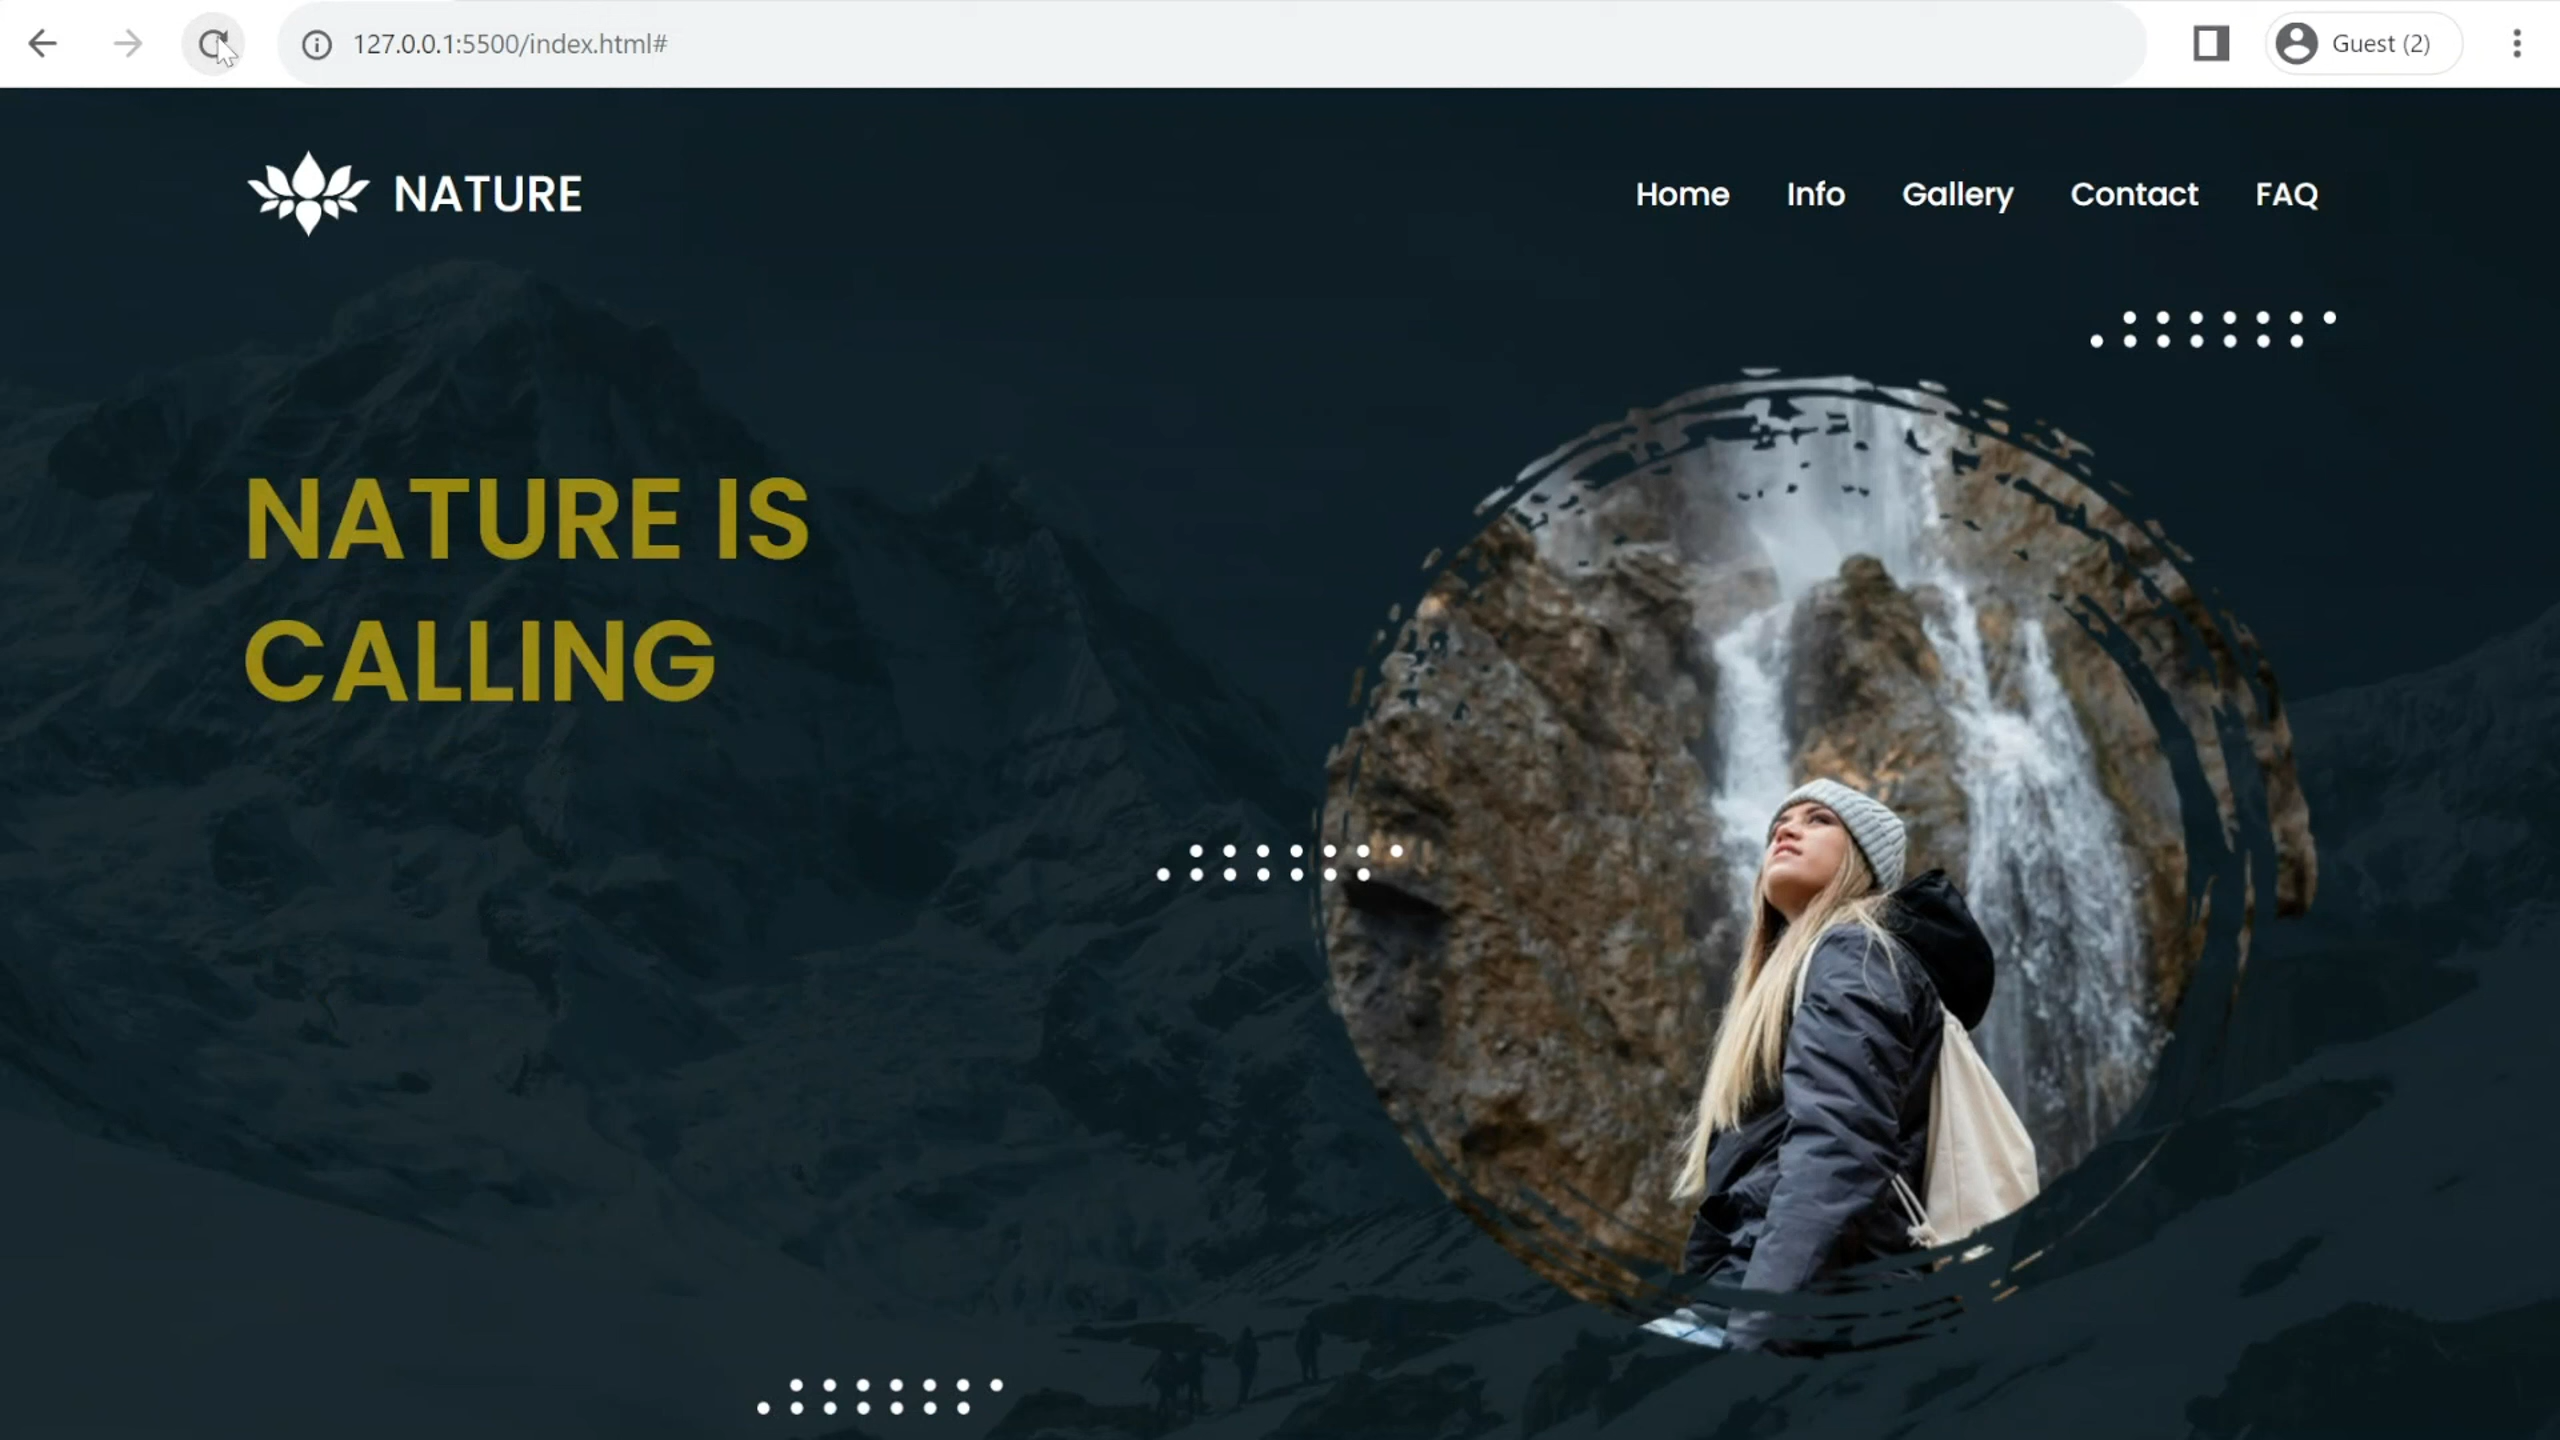 127.0.0.1:5500/index.html#
Guest (2)
NATURE
Home Info Gallery Contact FAQ
NATURE IS
CALLING